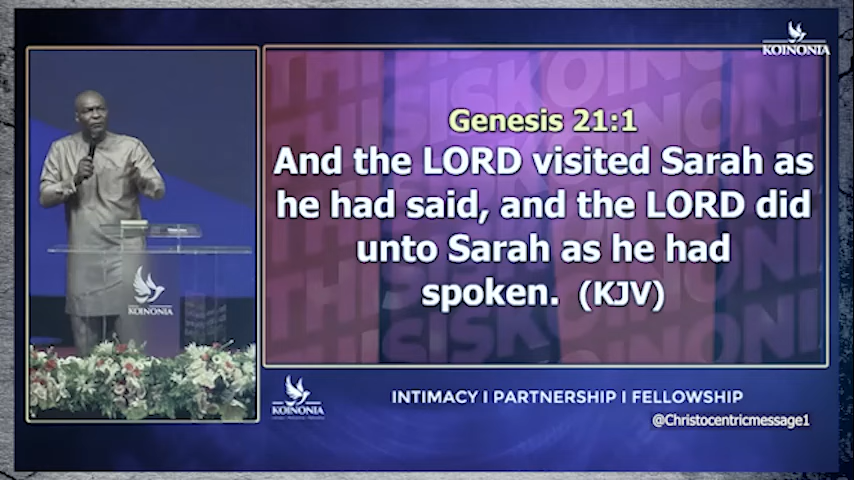 KOINONIA
Genesis 21:1
And the LORD visited Sarah as
he had said, and the LORD did
unto Sarah as he had
spoken. (KJV)
KOINONIA
KOINONIA
INTIMACY I PARTNERSHIP I FELLOWSHIP
@Christocentricmessage1